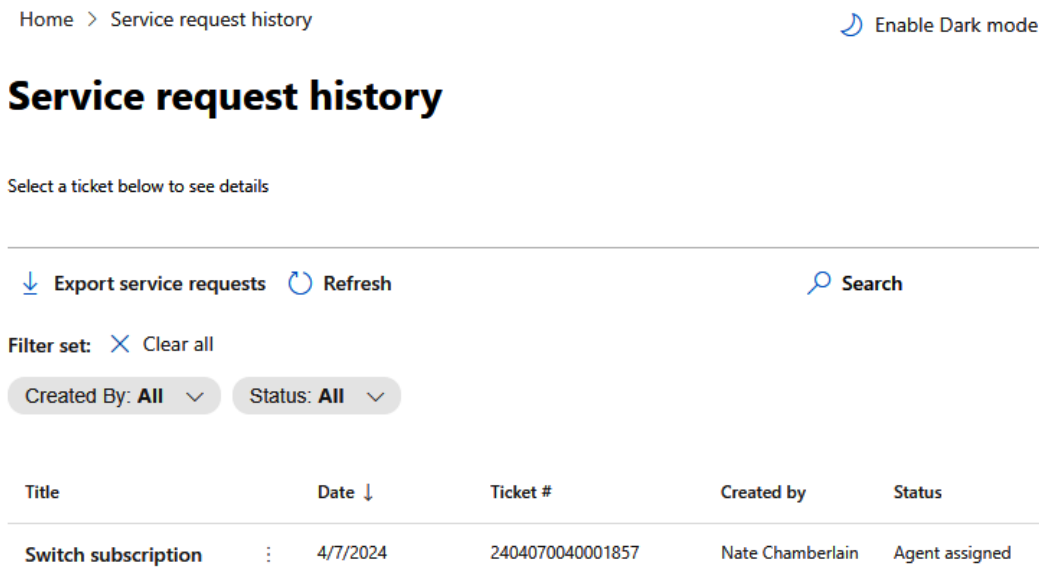 Home > Service request history
Enable Dark mode
Service request history
Select a ticket below to see details
Export service requests Refresh Search
Filter set: Clear all
Created By: All Status: All
Title Date ↓ Ticket # Created by Status
Switch subscription 4/7/2024 2404070040001857 Nate Chamberlain Agent assigned